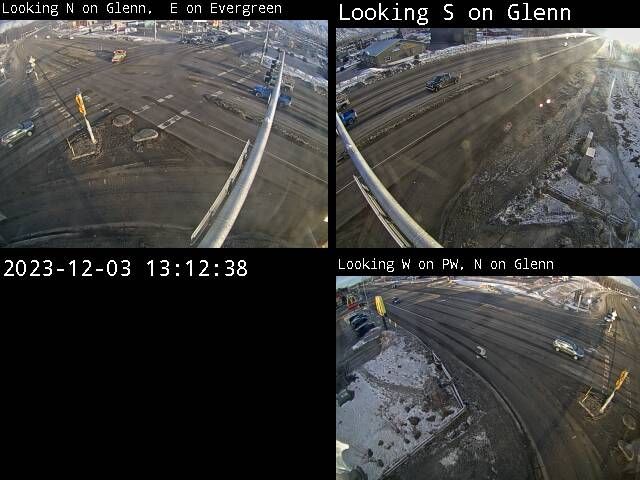 Looking N on Glenn,  E on Evergreen
Looking S on Glenn
2023-12-03 13:12:38
Looking W on PW, N on Glenn